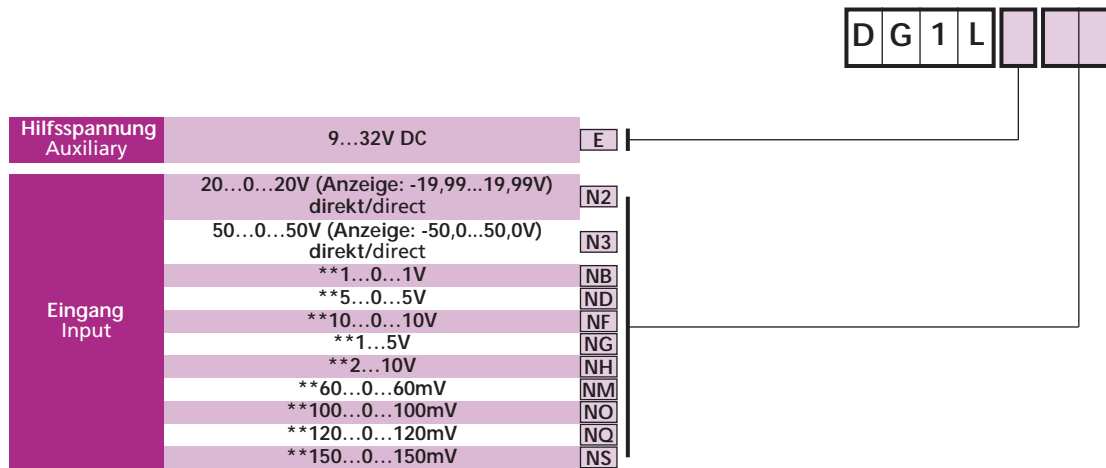 D G 1 L
Hilfsspannung
Auxiliary
9…32V DC
E
Eingang
Input
20…0…20V (Anzeige: -19,99...19,99V)
direkt/direct
N2
50…0…50V (Anzeige: -50,0...50,0V)
direkt/direct
N3
**1…0…1V
NB
**5…0…5V
ND
**10…0…10V
NF
**1…5V
NG
**2…10V
NH
**60…0…60mV
NM
**100…0…100mV
NO
**120…0…120mV
NQ
**150…0…150mV
NS